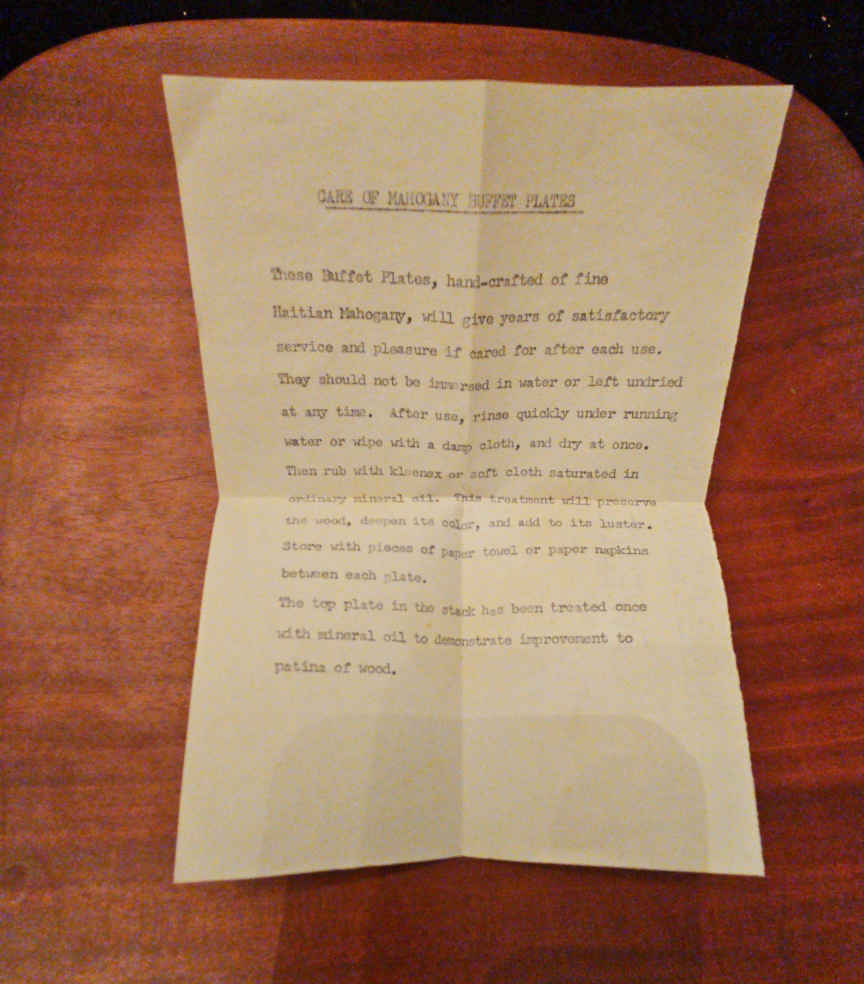 CARE OF MAHOGANY BUFFET PLATES
These Buffet Plates, hand-crafted of fine
Haitian Mahogany, will give years of satisfactory
service and pleasure if cared for after each use.
They should not be immersed in water or left undried
at any time. After use, rinse quickly under running
water or wipe with a damp cloth, and dry at once.
Then rub with kleenex or soft cloth saturated in
ordinary mineral oil. This treatment will preserve
the wood, deepen its color, and add to its luster.
Store with pieces of paper towel or paper napkins
between each plate.
The top plate in the stack has been treated once
with mineral oil to demonstrate improvement to
patina of wood.